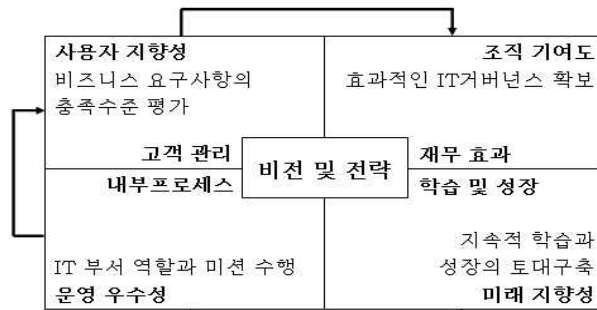 사용자 지향성
비즈니스 요구사항의
충족수준 평가
고객 관리
조직 기여도
효과적인 IT거버넌스 확보
재무 효과
비전 및 전략
내부프로세스
IT 부서 역할과 미션 수행
운영 우수성
학습 및 성장
지속적 학습과
성장의 토대구축
미래 지향성